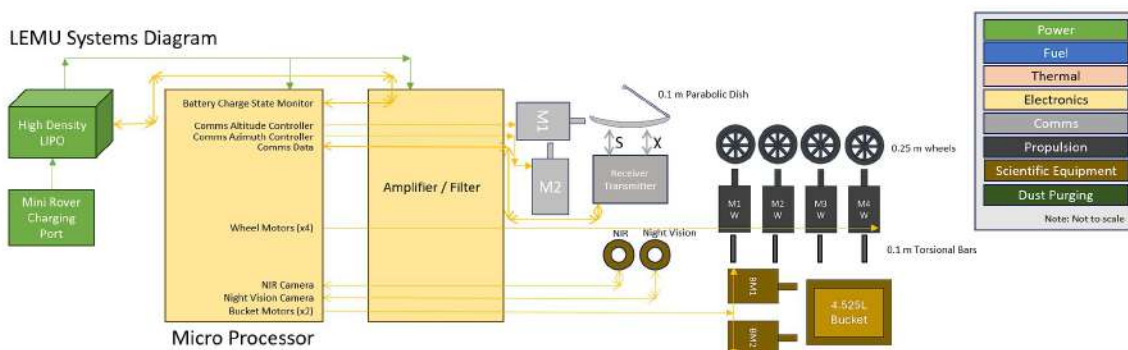 LEMU Systems Diagram
High Density
LIPO
Mini Rover
Charging
Port
Battery Charge State Monitor
Comms Altitude Controller
Comms Azimuth Controller
Comms Data
Wheel Motors (x4)
NIR Camera
Night Vision Camera
Bucket Motors (x2)
Micro Processor
Amplifier / Filter
M1
M2
0.1 m Parabolic Dish
S
X
Receiver
Transmitter
NIR
Night Vision
0.25 m wheels
M1
W
M2
W
M3
W
M4
W
0.1 m Torsional Bars
BM1
BM2
4.525L
Bucket
Power
Fuel
Thermal
Electronics
Comms
Propulsion
Scientific Equipment
Dust Purging
Note: Not to scale